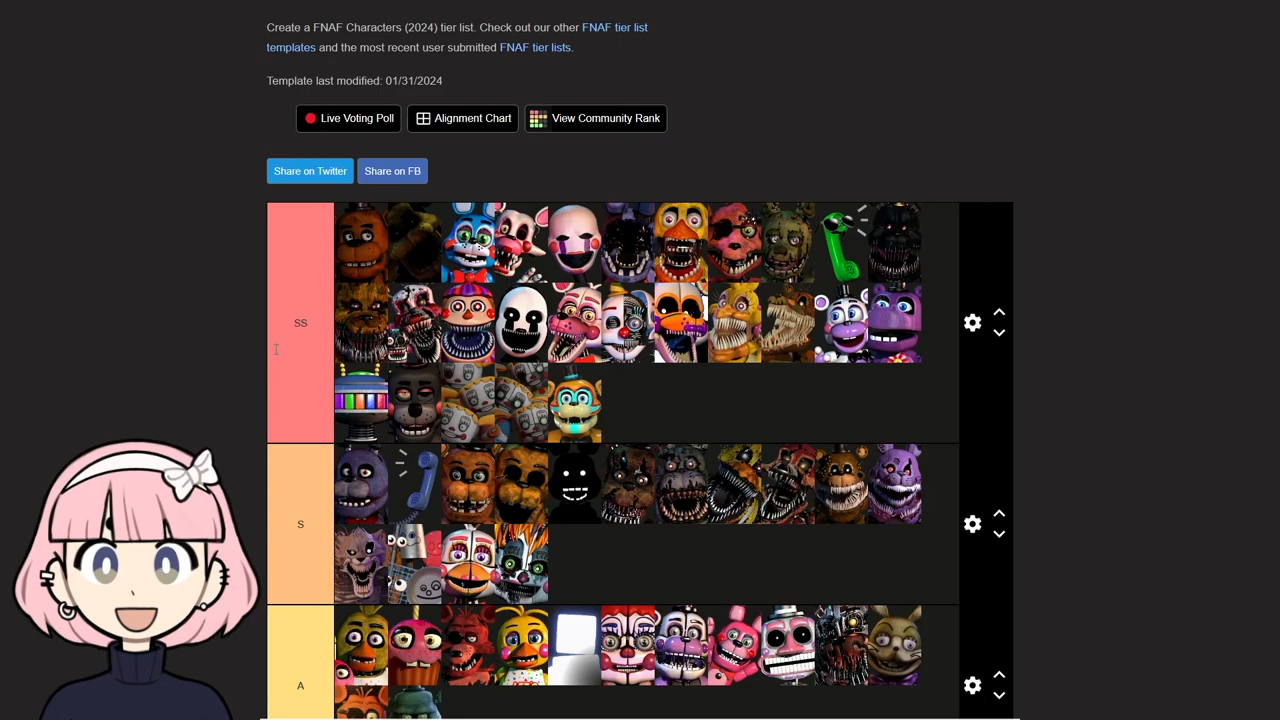 Create a FNAF Characters (2024) tier list. Check out our other FNAF tier list
templates and the most recent user submitted FNAF tier lists.
Template last modified: 01/31/2024
Live Voting Poll
Alignment Chart
View Community Rank
Share on Twitter
Share on FB
SS
S
A